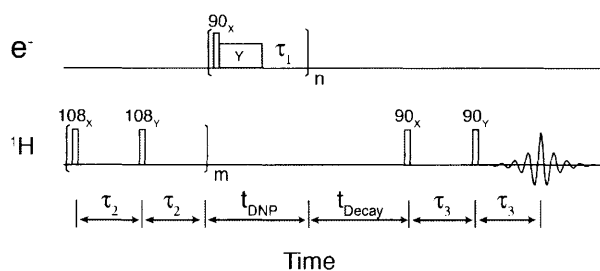 90X
e-
Y
τ1
n
108X
108Y
90X
90Y
1H
m
τ2
τ2
tDNP
tDecay
τ3
τ3
Time